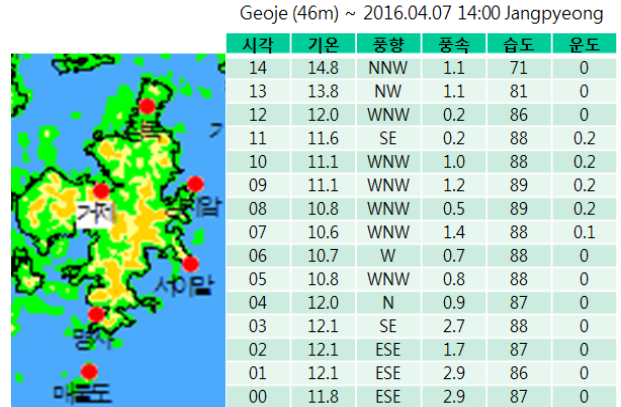 Geoje (46m) ~ 2016.04.07 14:00 Jangpyeong
시각 기온 풍향 풍속 습도 운도
14 14.8 NNW 1.1 71 0
13 13.8 NW 1.1 81 0
12 12.0 WNW 0.2 86 0
11 11.6 SE 0.2 88 0.2
10 11.1 WNW 1.0 88 0.2
09 11.1 WNW 1.2 89 0.2
08 10.8 WNW 0.5 89 0.2
07 10.6 WNW 1.4 88 0.1
06 10.7 W 0.7 88 0
05 10.8 WNW 0.8 88 0
04 12.0 N 0.9 87 0
03 12.1 SE 2.7 88 0
02 12.1 ESE 1.7 87 0
01 12.1 ESE 2.9 86 0
00 11.8 ESE 2.9 87 0
거제
서이말
명사
매물도